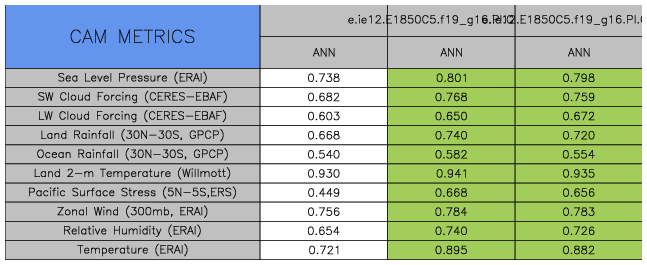 CAM METRICS
e.ie12.E1850C5.f19_g16.PI.
E1850C5.f19_g16.PI.
ANN ANN ANN
Sea Level Pressure (ERAI) 0.738 0.801 0.798
SW Cloud Forcing (CERES-EBAF) 0.682 0.768 0.759
LW Cloud Forcing (CERES-EBAF) 0.603 0.650 0.672
Land Rainfall (30N-30S, GPCP) 0.668 0.740 0.720
Ocean Rainfall (30N-30S, GPCP) 0.540 0.582 0.554
Land 2-m Temperature (Willmott) 0.930 0.941 0.935
Pacific Surface Stress (5N-5S,ERS) 0.449 0.668 0.656
Zonal Wind (300mb, ERAI) 0.756 0.784 0.783
Relative Humidity (ERAI) 0.654 0.740 0.726
Temperature (ERAI) 0.721 0.895 0.882